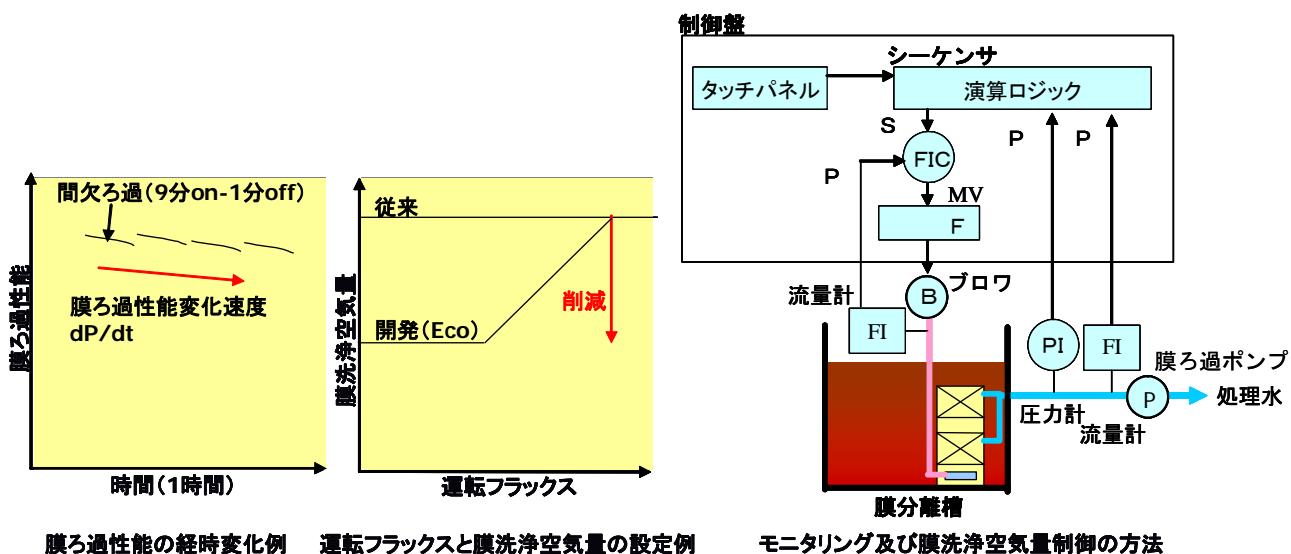 間欠ろ過(9分on-1分off)
膜ろ過性能変化速度
dP/dt
膜ろ過性能
時間(1時間)
膜ろ過性能の経時変化例
従来
開発(Eco)
削減
膜洗浄空気量
運転フラックス
運転フラックスと膜洗浄空気量の設定例
制御盤
シーケンサ
タッチパネル
演算ロジック
S
P
P
FIC
P
MV
F
B
ブロワ
流量計
FI
PI
FI
膜ろ過ポンプ
P
処理水
圧力計
流量計
膜分離槽
モニタリング及び膜洗浄空気量制御の方法